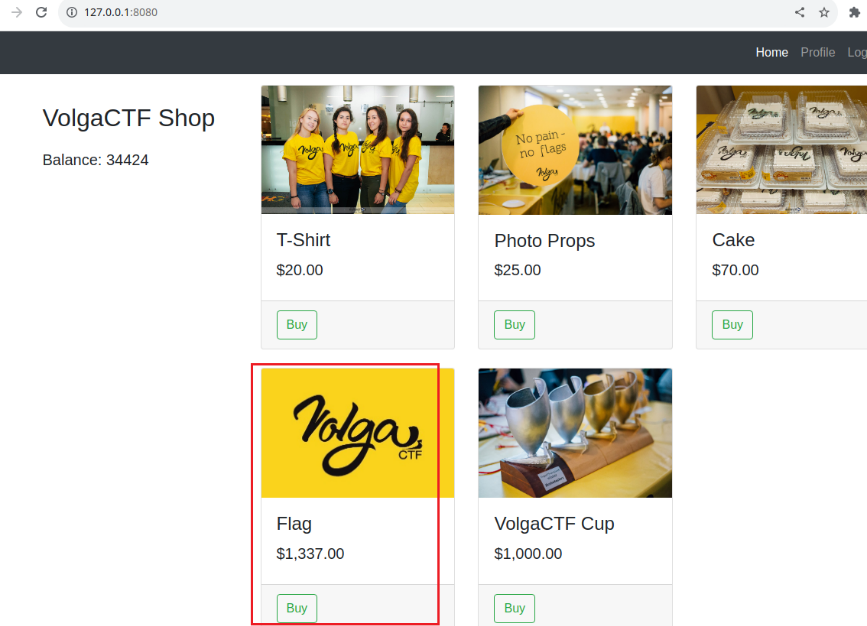 127.0.0.1:8080
Home Profile Log
VolgaCTF Shop
Balance: 34424
Volga
No pain -
no flags
Volga
T-Shirt
$20.00
Buy
Photo Props
$25.00
Buy
Cake
$70.00
Buy
Volga
CTF
Flag
$1,337.00
Buy
VolgaCTF Cup
$1,000.00
Buy